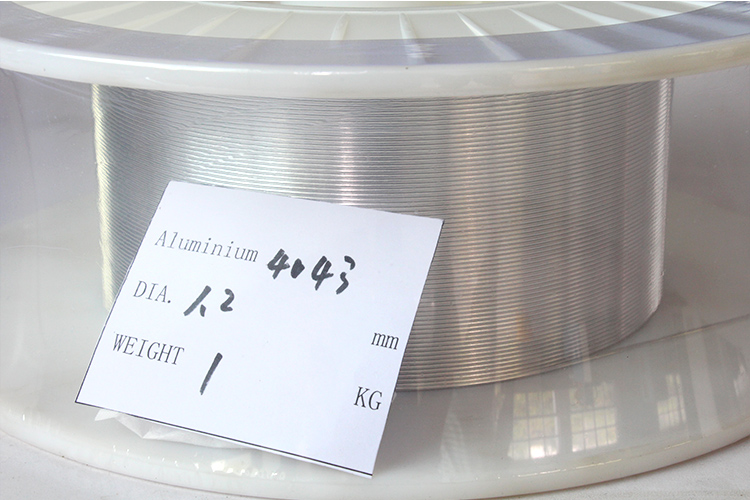 Aluminium 4043
DIA. 1.2 mm
WEIGHT 1 KG